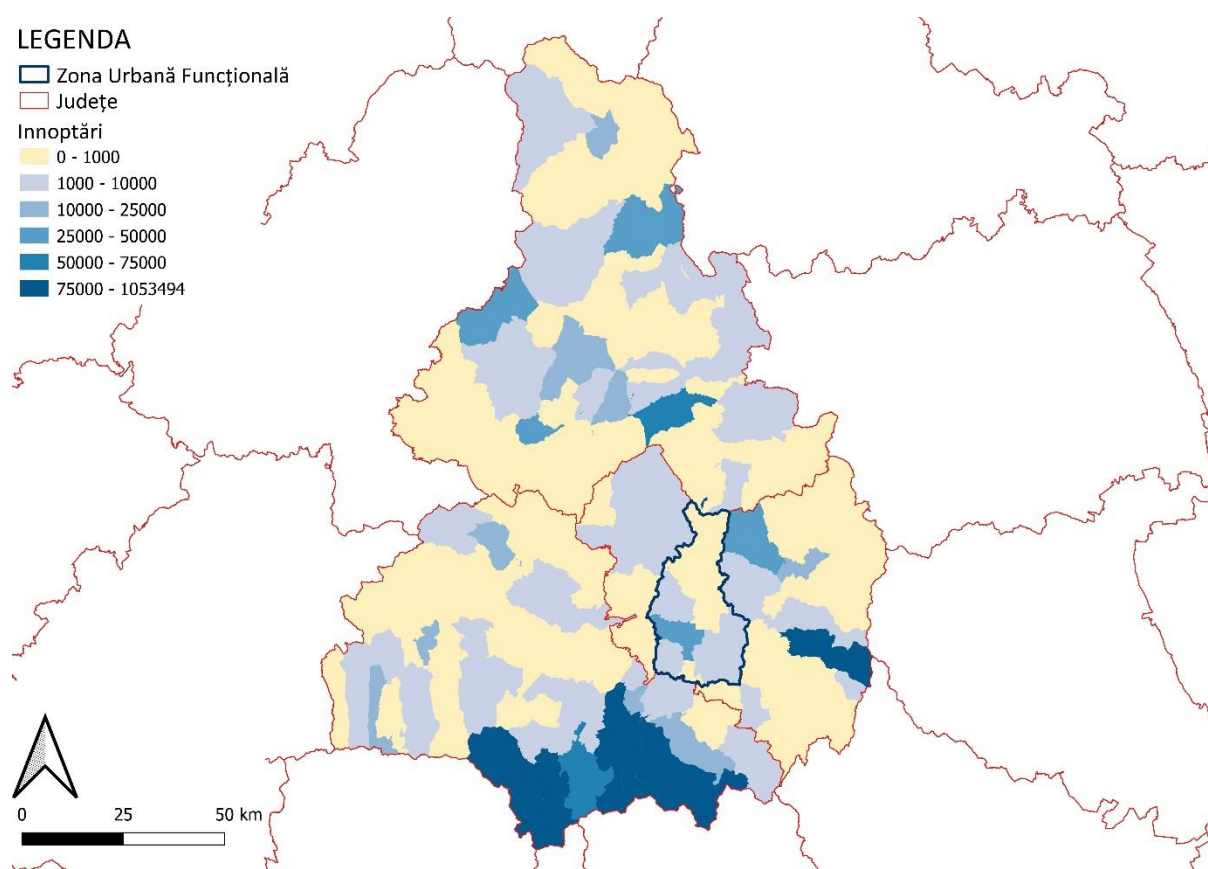 LEGENDA
Zona Urbană Funcțională
Județe
Innoptări
0 - 1000
1000 - 10000
10000 - 25000
25000 - 50000
50000 - 75000
75000 - 1053494
0 25 50 km